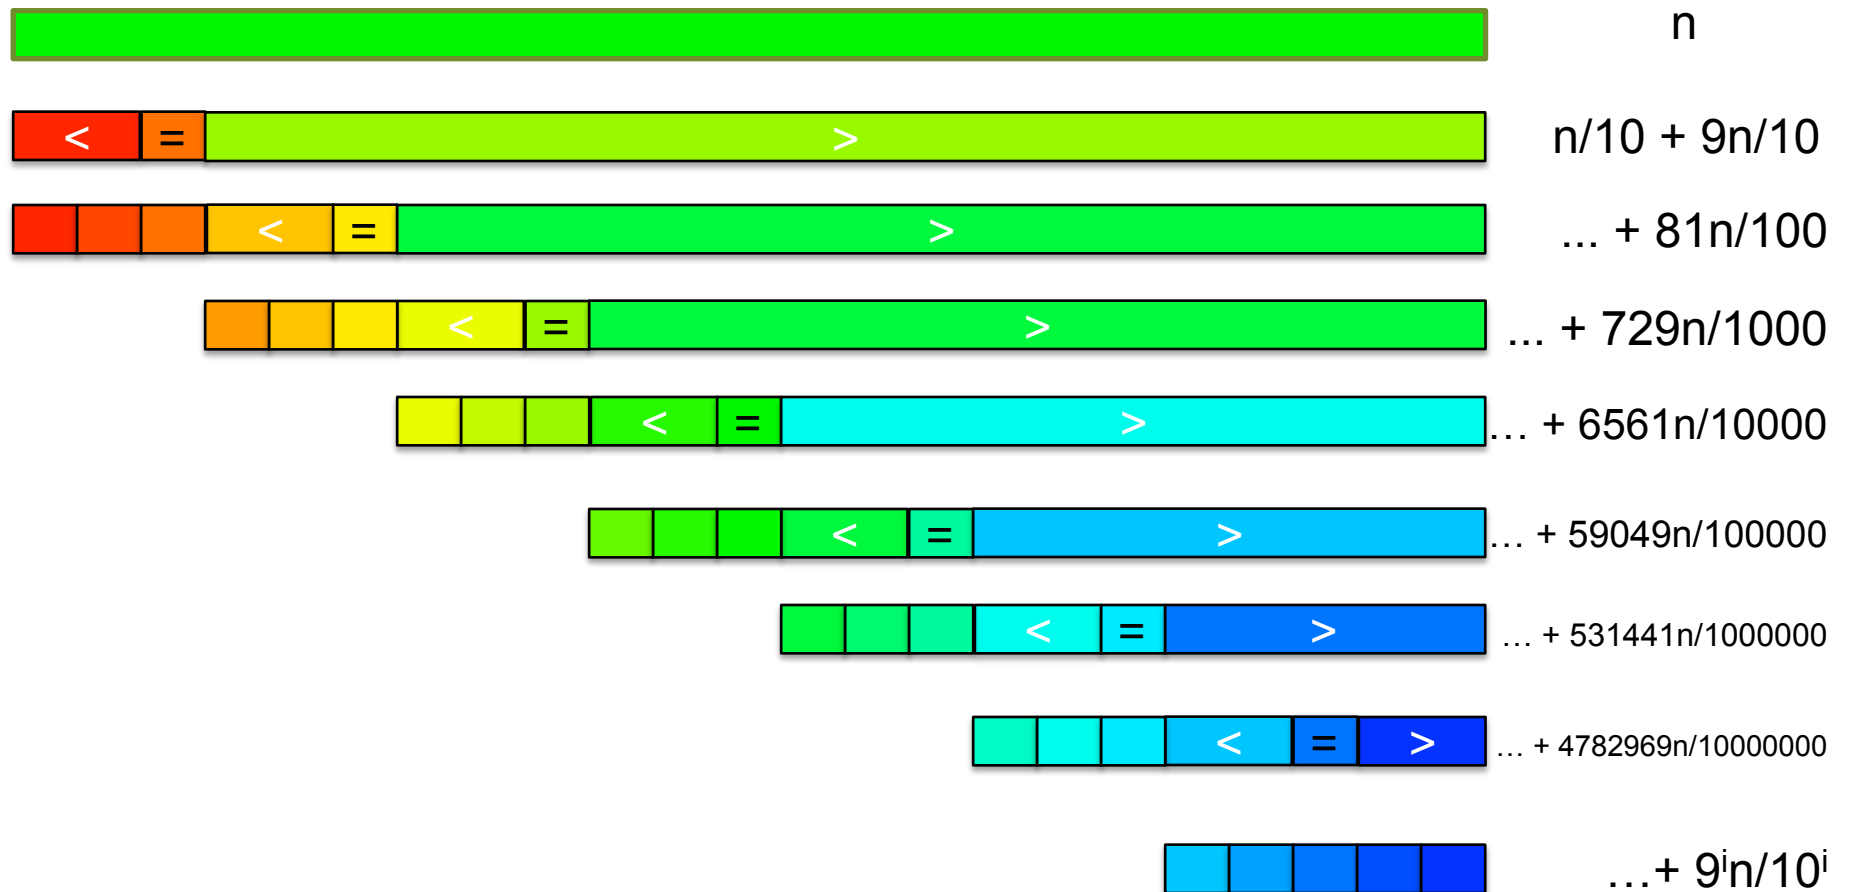 n
< = > n/10 + 9n/10
< = > ... + 81n/100
< = > ... + 729n/1000
< = > … + 6561n/10000
< = > … + 59049n/100000
< = > … + 531441n/1000000
< = > … + 4782969n/10000000
…+ 9ⁱn/10ⁱ